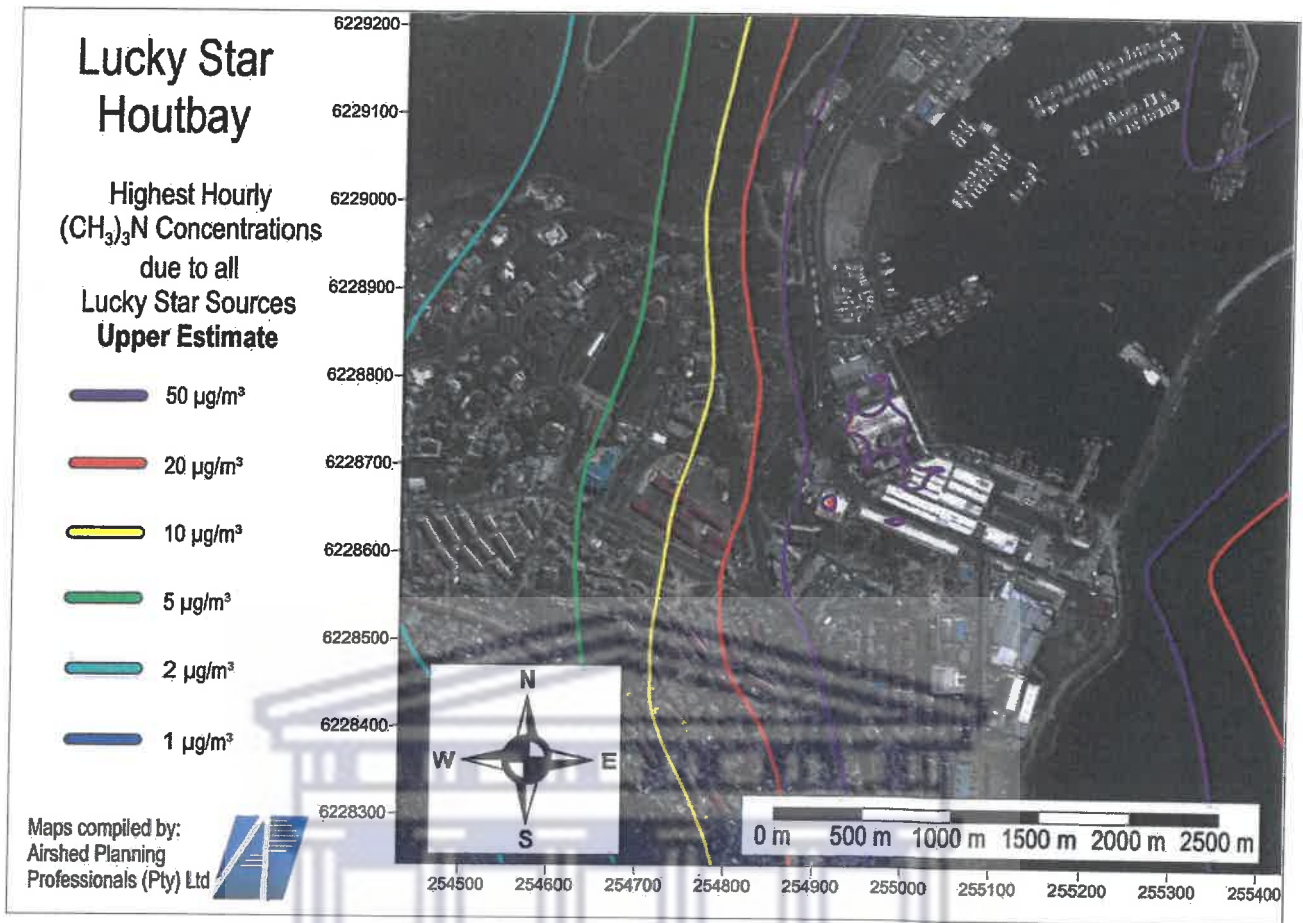 Lucky Star
Houtbay
Highest Hourly
(CH₃)₃N Concentrations
due to all
Lucky Star Sources
Upper Estimate
50 µg/m³
20 µg/m³
10 µg/m³
5 µg/m³
2 µg/m³
1 µg/m³
Maps compiled by:
Airshed Planning
Professionals (Pty) Ltd
6229200
6229100
6229000
6228900
6228800
6228700
6228600
6228500
6228400
6228300
N
W E
S
0 m 500 m 1000 m 1500 m 2000 m 2500 m
254500 254600 254700 254800 254900 255000 255100 255200 255300 255400